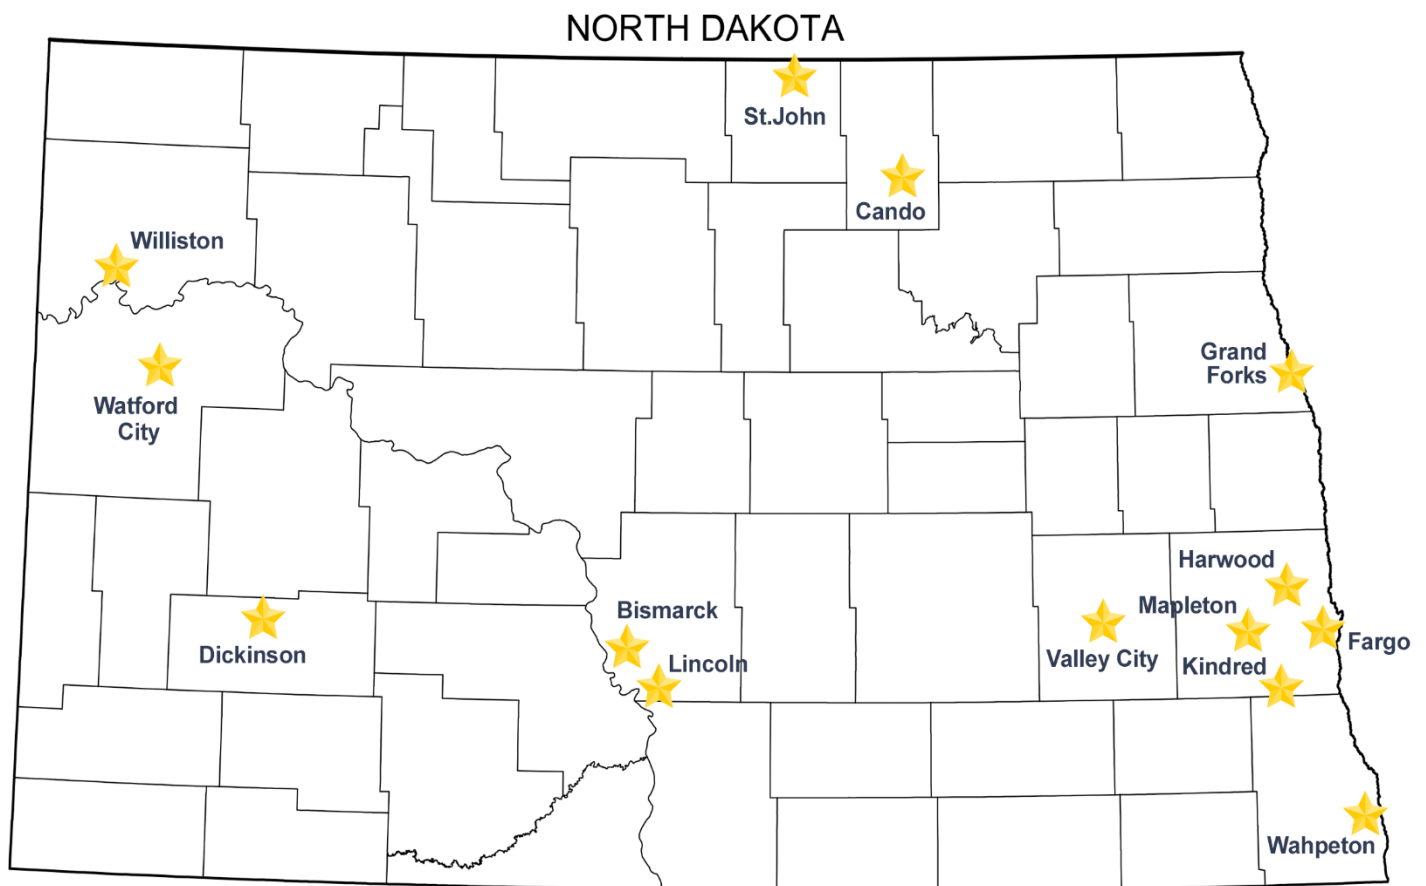 NORTH DAKOTA
St.John
Cando
Williston
Grand
Forks
Watford
City
Harwood
Mapleton
Bismarck
Fargo
Dickinson
Valley City
Lincoln
Kindred
Wahpeton